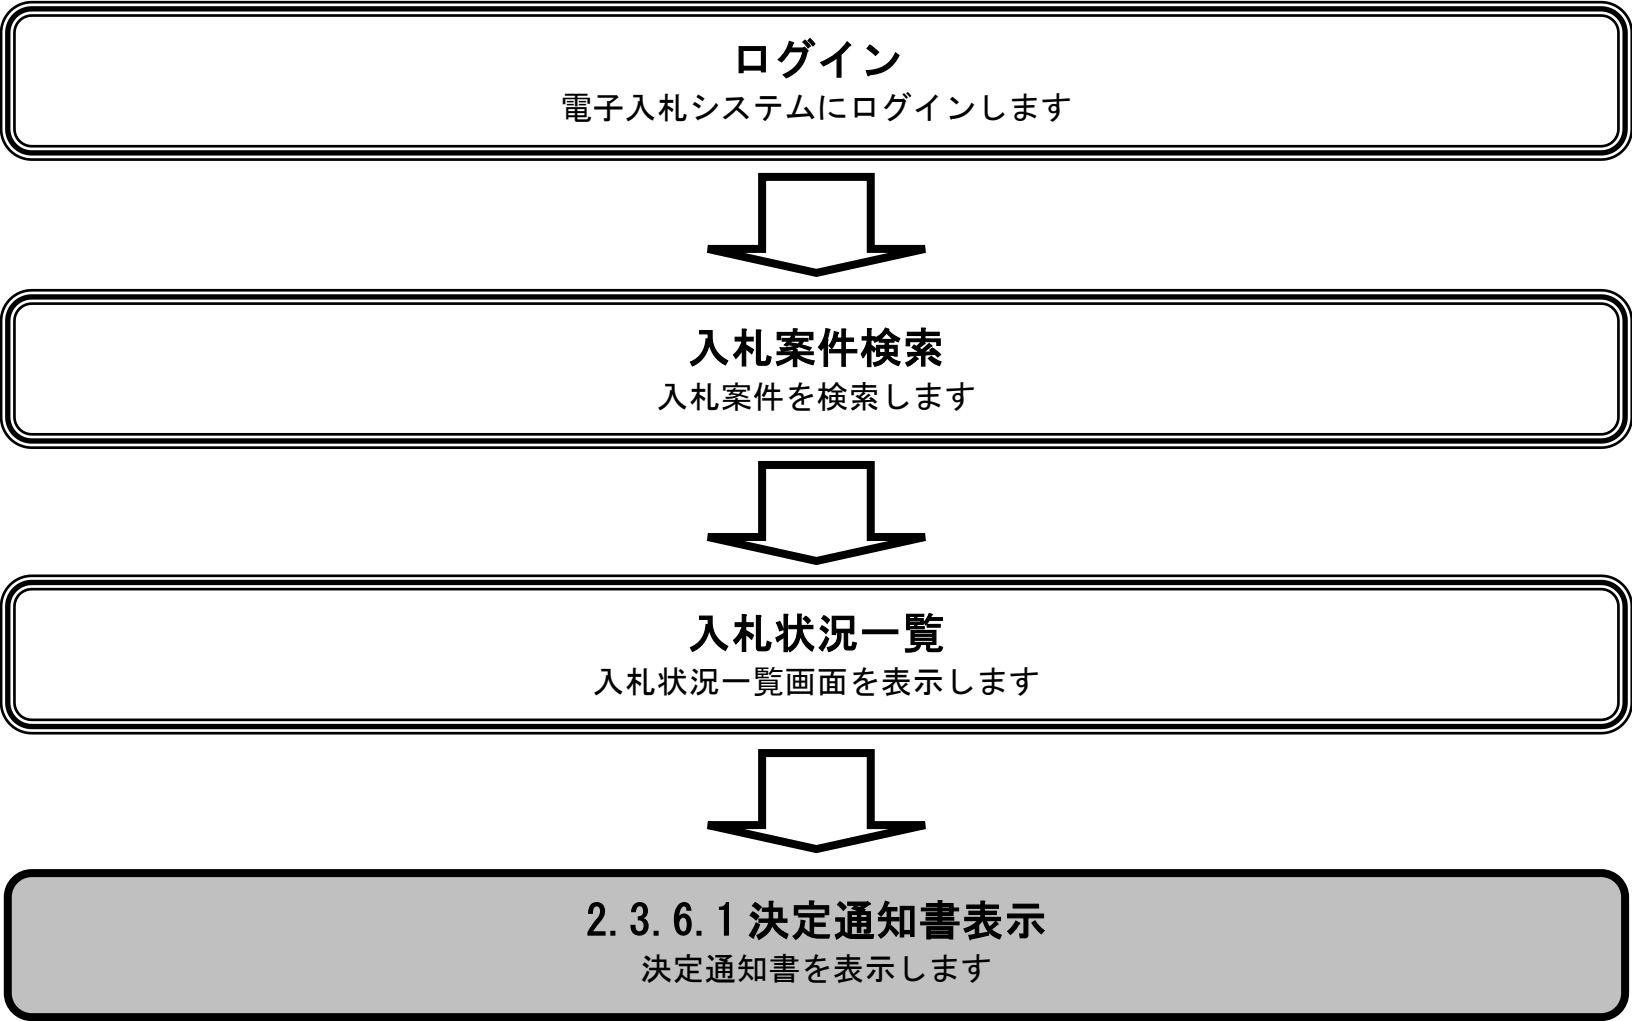 ログイン
電子入札システムにログインします
入札案件検索
入札案件を検索します
入札状況一覧
入札状況一覧画面を表示します
2.3.6.1決定通知書表示
決定通知書を表示します